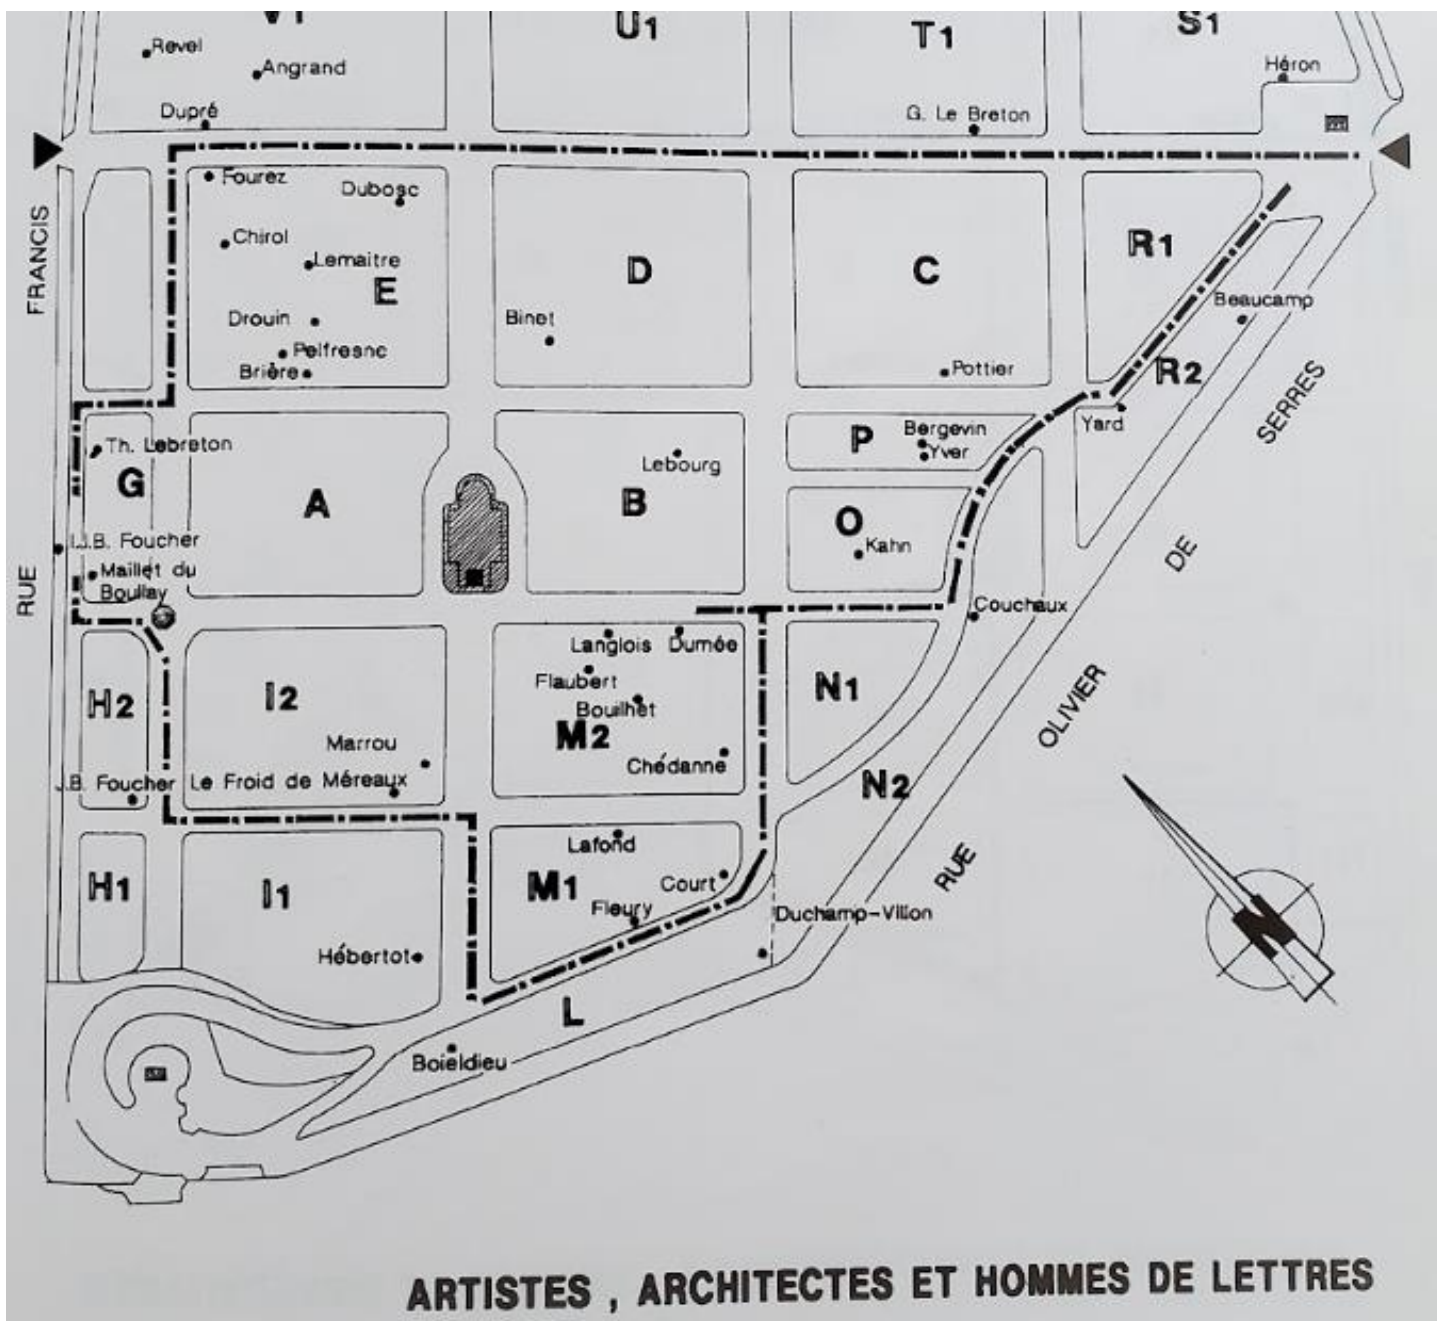 V1
U1
T1
S1
Revel
Angrand
Héron
Dupré
G. Le Breton
Fourez
Dubosc
Chirol
Lemaitre
E
D
C
R1
FRANCIS
Beaucamp
Drouin
Binet
Pelfresne
Brière
Pottier
R2
SERRES
Yard
Th. Lebreton
G
A
Lebourg
B
P
Bergevin
Yver
O
Kahn
DE
J.B. Foucher
Maillet du
Boullay
RUE
Couchaux
Langlois
Dumée
Flaubert
Bouilhet
M2
Chédanne
N1
OLIVIER
H2
I2
Marrou
J.B. Foucher
Le Froid de Méreaux
N2
Lafond
M1
Court
Fleury
RUE
H1
I1
Duchamp-Villon
Hébertot
L
N
Boieldieu
ARTISTES , ARCHITECTES ET HOMMES DE LETTRES